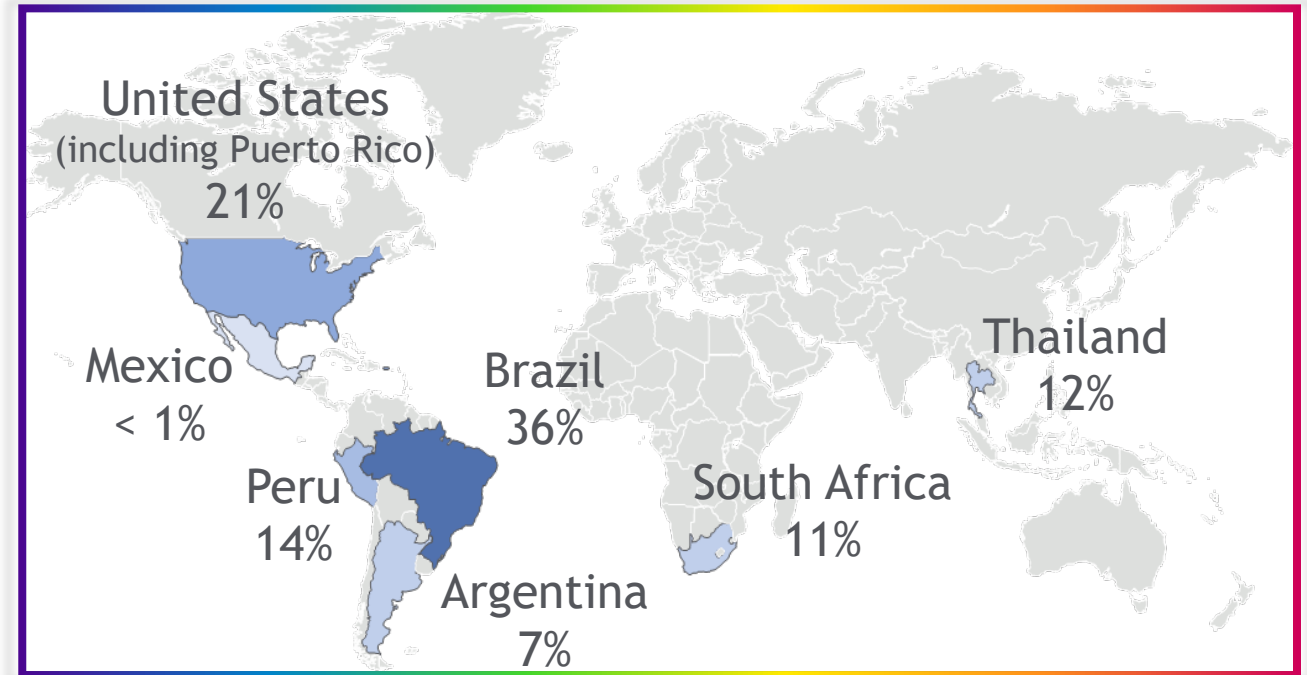 United States
(including Puerto Rico)
21%
Mexico
< 1%
Brazil
36%
Thailand
12%
Peru
14%
South Africa
11%
Argentina
7%